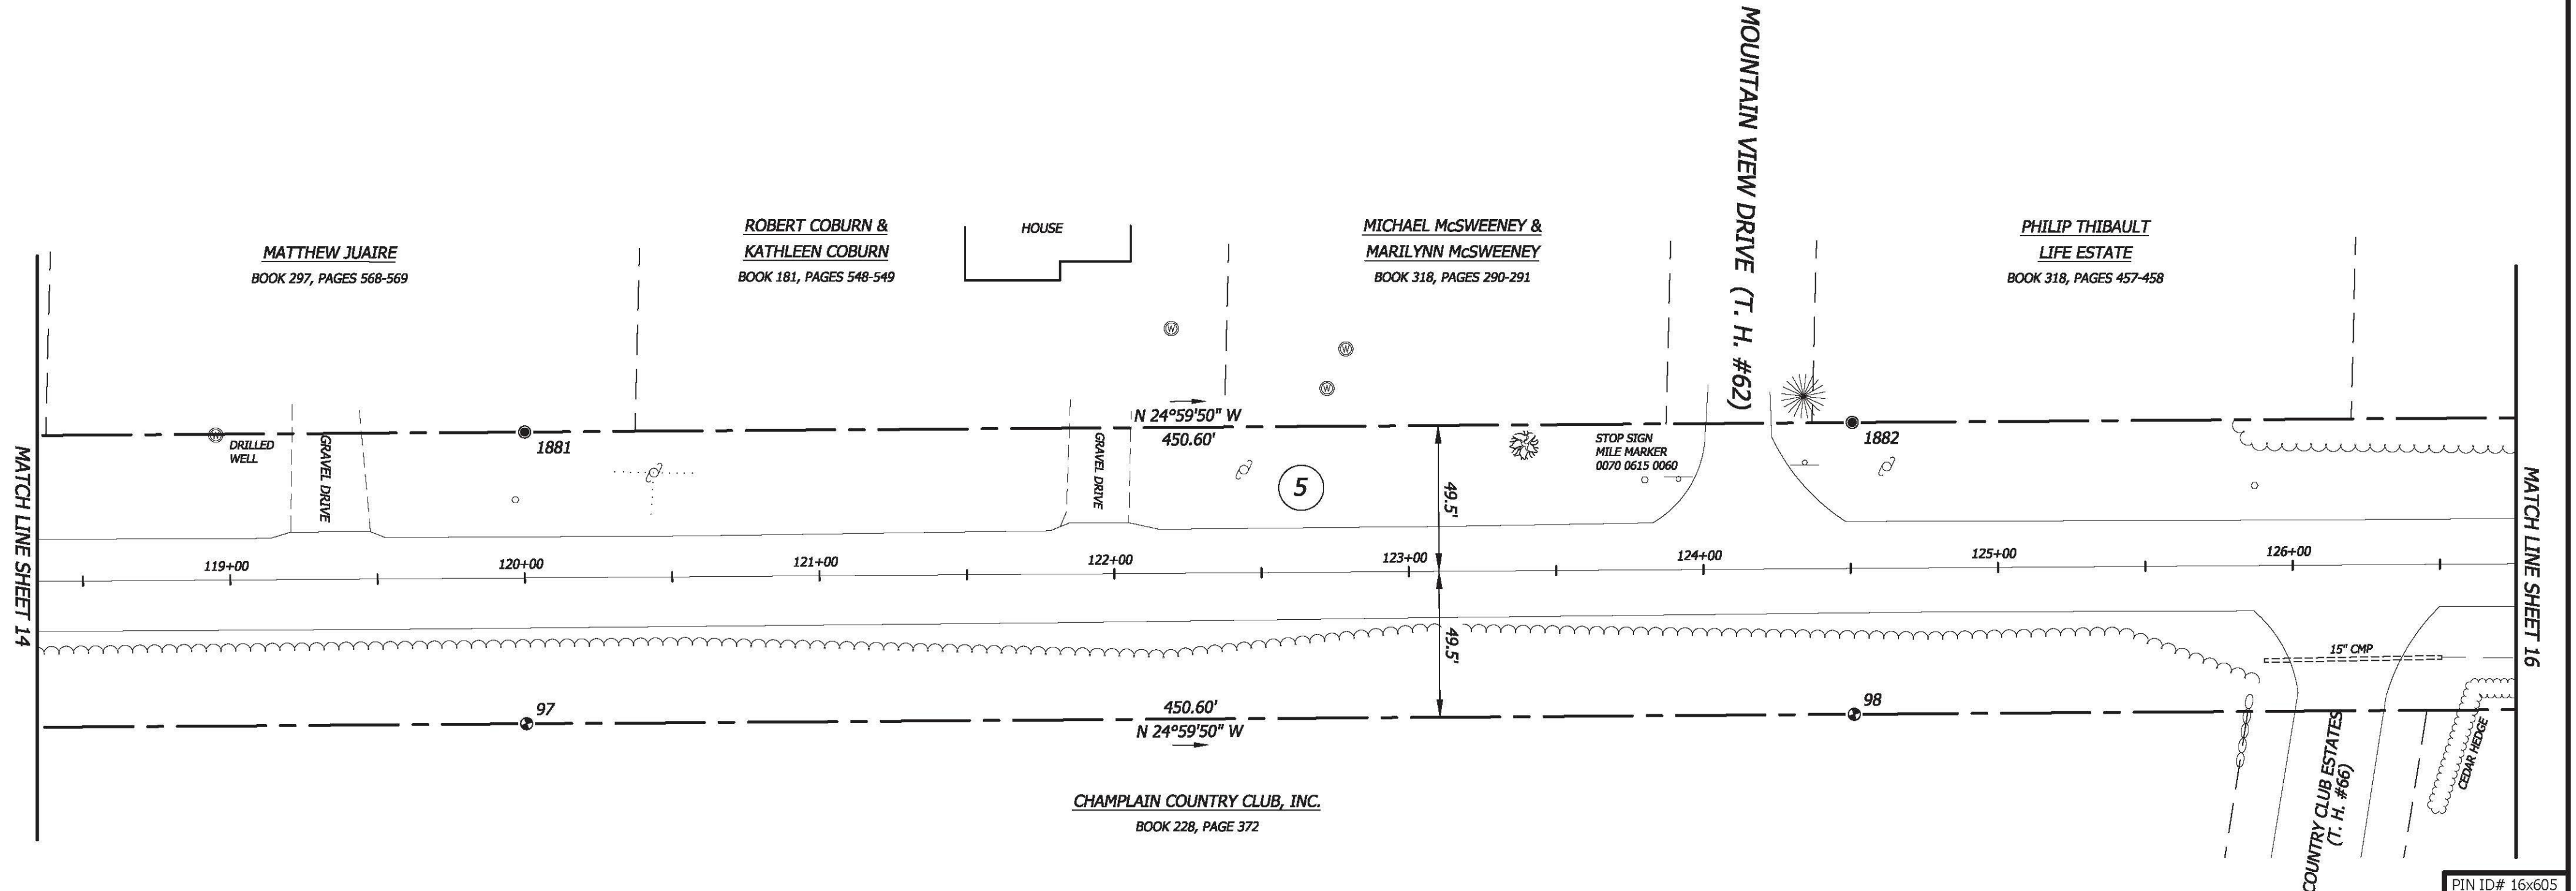 MOUNTAIN VIEW DRIVE (T. H. #62)
MATTHEW JUAIRE
BOOK 297, PAGES 568-569
ROBERT COBURN &
KATHLEEN COBURN
BOOK 181, PAGES 548-549
HOUSE
MICHAEL McSWEENEY &
MARILYNN McSWEENEY
BOOK 318, PAGES 290-291
PHILIP THIBAULT
LIFE ESTATE
BOOK 318, PAGES 457-458
W
W
W
W
DRILLED
WELL
GRAVEL DRIVE
1881
GRAVEL DRIVE
N 24°59'50" W
450.60'
5
49.5'
STOP SIGN
MILE MARKER
0070 0615 0060
1882
MATCH LINE SHEET 14
119+00
120+00
121+00
122+00
123+00
124+00
125+00
126+00
MATCH LINE SHEET 16
49.5'
15" CMP
97
450.60'
N 24°59'50" W
98
CHAMPLAIN COUNTRY CLUB, INC.
BOOK 228, PAGE 372
COUNTRY CLUB ESTATES
(T. H. #66)
CEDAR HEDGE
PIN ID# 16x605